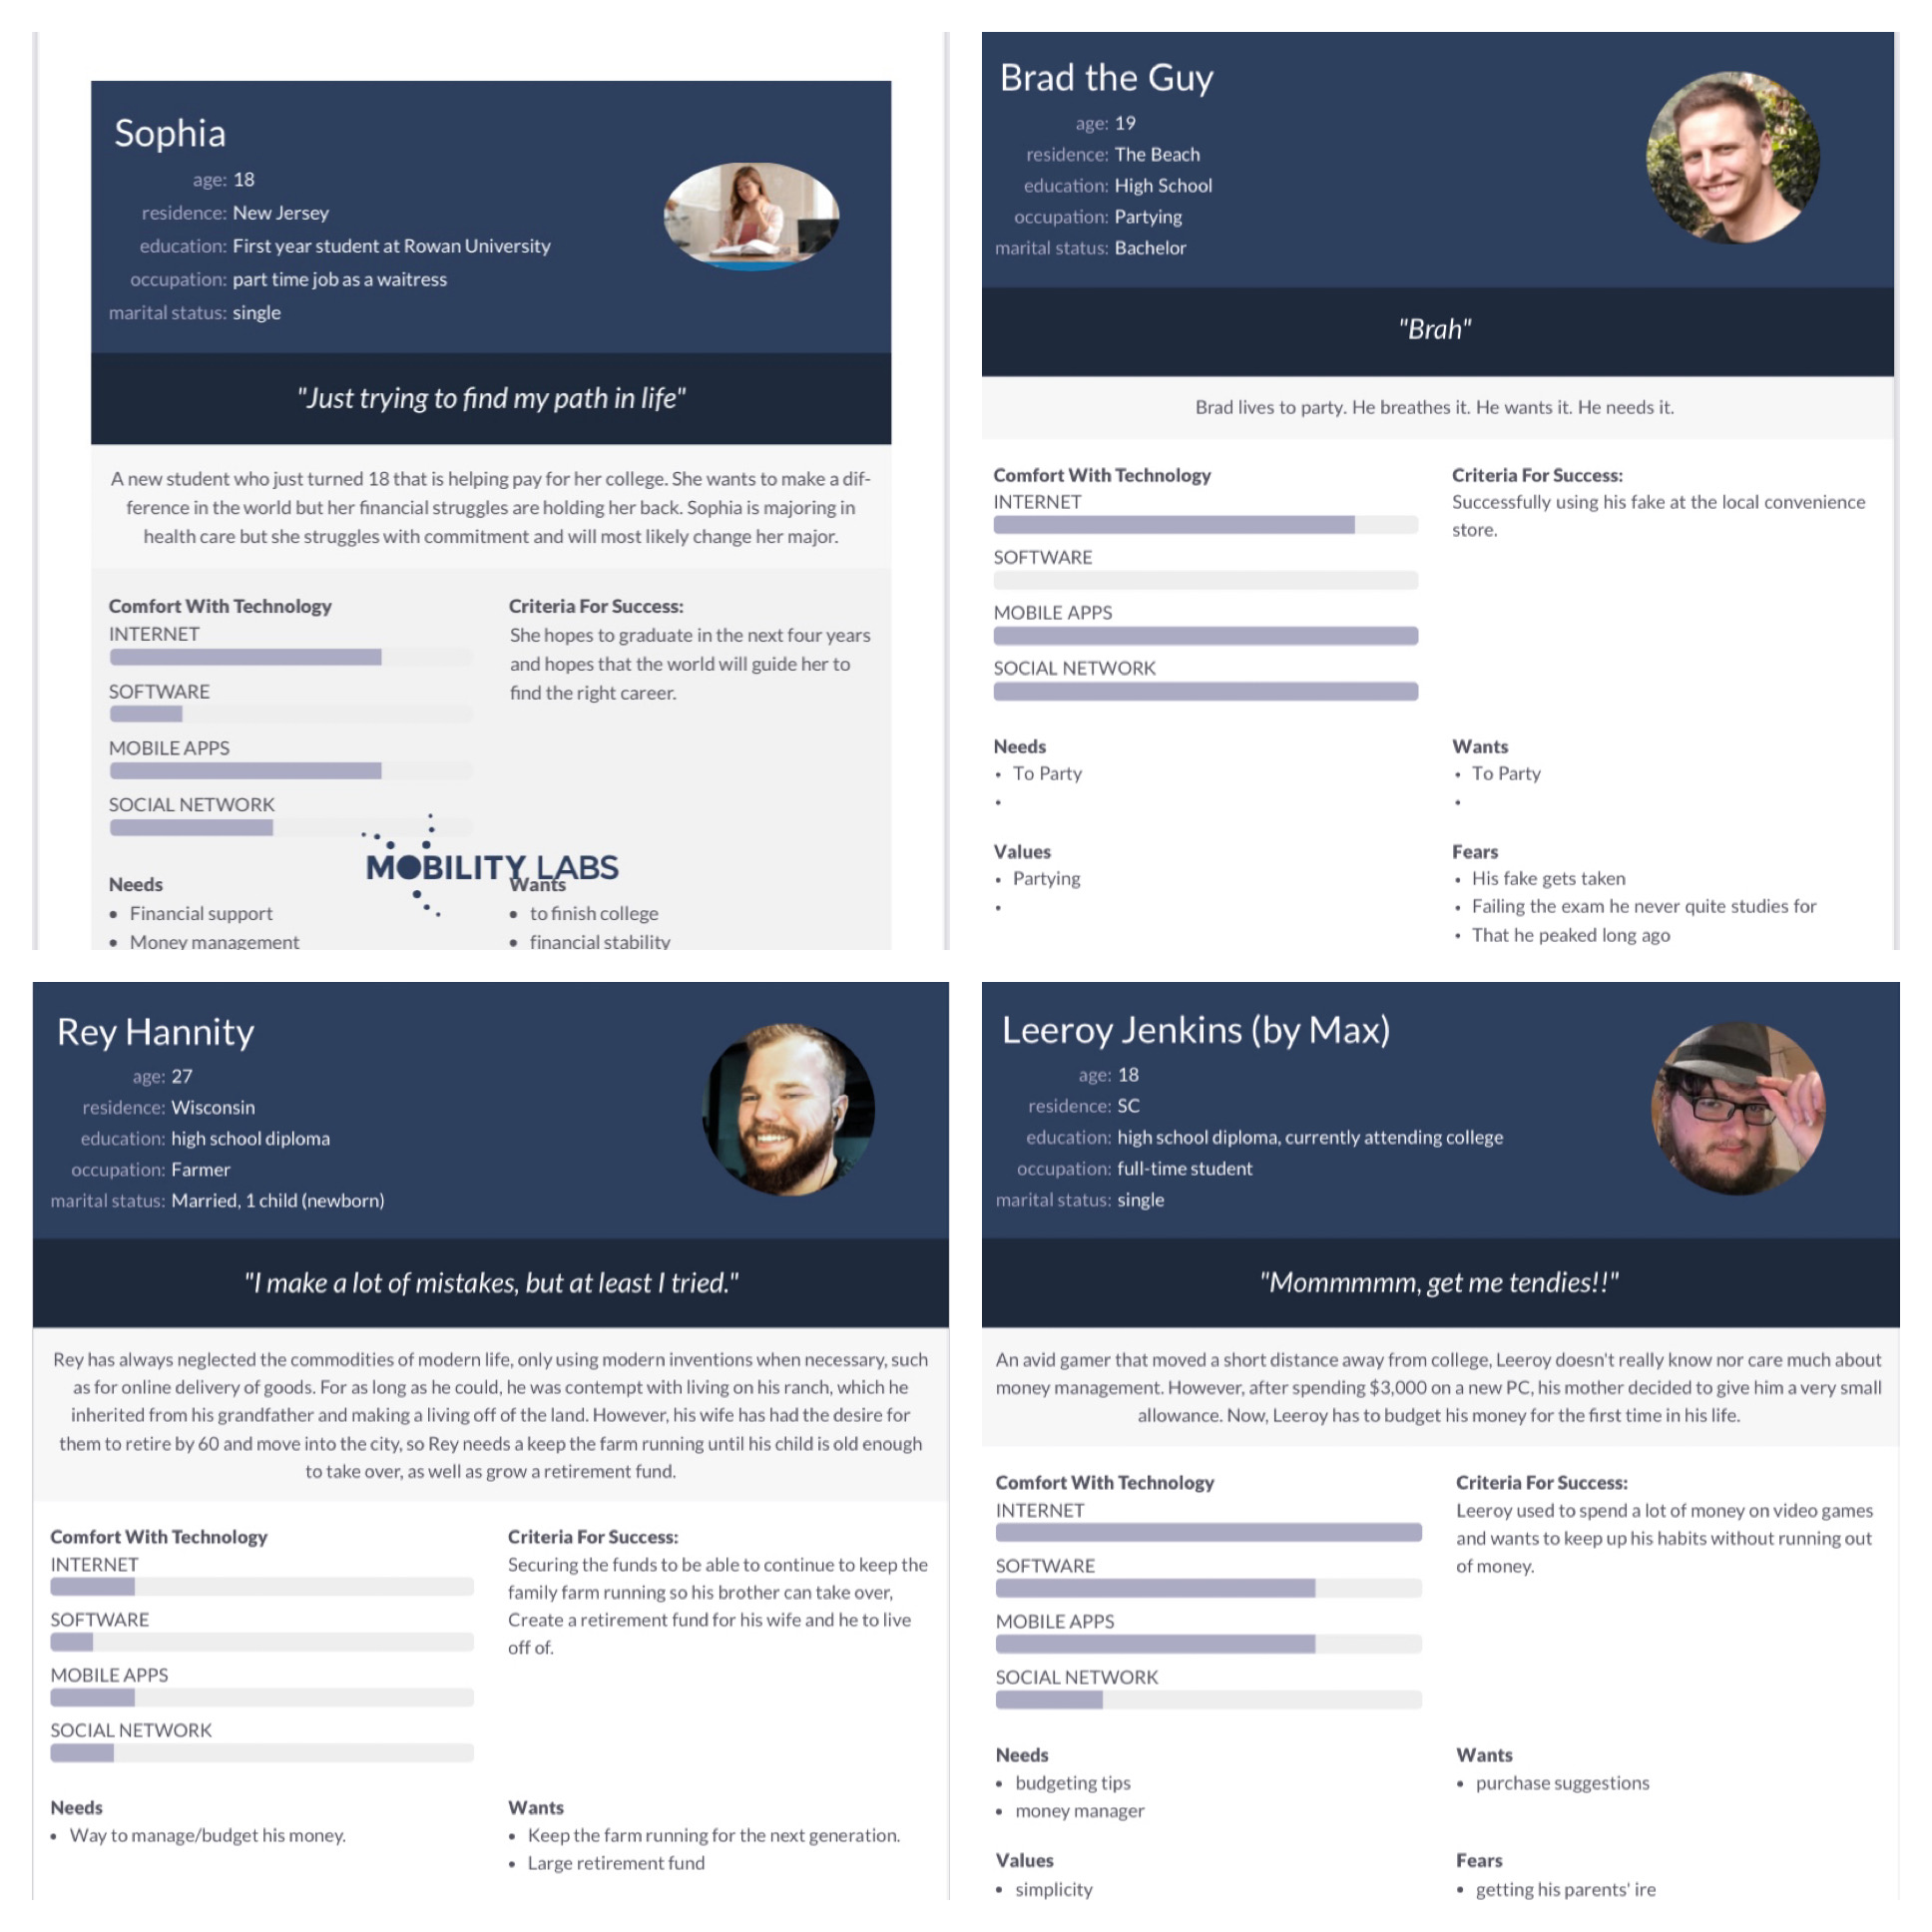 Sophia
age: 18
residence: New Jersey
education: First year student at Rowan University
occupation: part time job as a waitress
marital status: single
"Just trying to find my path in life"
A new student who just turned 18 that is helping pay for her college. She wants to make a dif-
ference in the world but her financial struggles are holding her back. Sophia is majoring in
health care but she struggles with commitment and will most likely change her major.
Comfort With Technology
INTERNET
SOFTWARE
MOBILE APPS
SOCIAL NETWORK
Criteria For Success:
She hopes to graduate in the next four years
and hopes that the world will guide her to
find the right career.
MOBILITY LABS
Needs
• Financial support
• Money management
Wants
• to finish college
• financial stability
Brad the Guy
age: 19
residence: The Beach
education: High School
occupation: Partying
marital status: Bachelor
"Brah"
Brad lives to party. He breathes it. He wants it. He needs it.
Comfort With Technology
INTERNET
SOFTWARE
MOBILE APPS
SOCIAL NETWORK
Criteria For Success:
Successfully using his fake at the local convenience
store.
Needs
• To Party
•
Wants
• To Party
•
Values
• Partying
•
Fears
• His fake gets taken
• Failing the exam he never quite studies for
• That he peaked long ago
Rey Hannity
age: 27
residence: Wisconsin
education: high school diploma
occupation: Farmer
marital status: Married, 1 child (newborn)
"I make a lot of mistakes, but at least I tried."
Rey has always neglected the commodities of modern life, only using modern inventions when necessary, such
as for online delivery of goods. For as long as he could, he was contempt with living on his ranch, which he
inherited from his grandfather and making a living off of the land. However, his wife has had the desire for
them to retire by 60 and move into the city, so Rey needs a keep the farm running until his child is old enough
to take over, as well as grow a retirement fund.
Comfort With Technology
INTERNET
SOFTWARE
MOBILE APPS
SOCIAL NETWORK
Criteria For Success:
Securing the funds to be able to continue to keep the
family farm running so his brother can take over,
Create a retirement fund for his wife and he to live
off of.
Needs
• Way to manage/budget his money.
Wants
• Keep the farm running for the next generation.
• Large retirement fund
Leeroy Jenkins (by Max)
age: 18
residence: SC
education: high school diploma, currently attending college
occupation: full-time student
marital status: single
"Mommmmm, get me tendies!!"
An avid gamer that moved a short distance away from college, Leeroy doesn't really know nor care much about
money management. However, after spending $3,000 on a new PC, his mother decided to give him a very small
allowance. Now, Leeroy has to budget his money for the first time in his life.
Comfort With Technology
INTERNET
SOFTWARE
MOBILE APPS
SOCIAL NETWORK
Criteria For Success:
Leeroy used to spend a lot of money on video games
and wants to keep up his habits without running out
of money.
Needs
• budgeting tips
• money manager
Wants
• purchase suggestions
Values
• simplicity
Fears
• getting his parents' ire